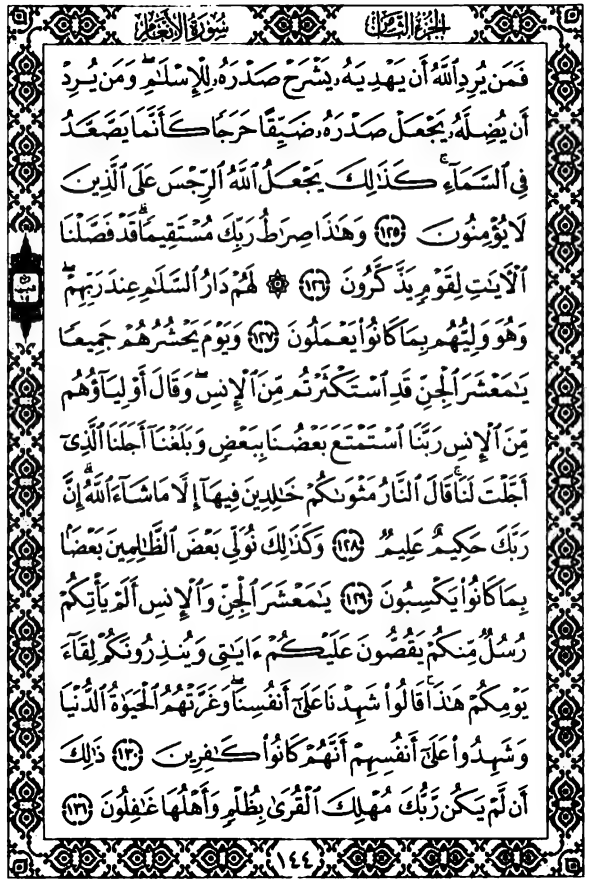 الجزء الثامن
سورة الأنعام
فَمَن يُرِدِ ٱللَّهُ أَن يَهْدِيَهُۥ يَشْرَحْ صَدْرَهُۥ لِلْإِسْلَـٰمِ ۖ وَمَن يُرِدْ
أَن يُضِلَّهُۥ يَجْعَلْ صَدْرَهُۥ ضَيِّقًا حَرَجًا كَأَنَّمَا يَصَّعَّدُ
فِى ٱلسَّمَآءِ ۚ كَذَٰلِكَ يَجْعَلُ ٱللَّهُ ٱلرِّجْسَ عَلَى ٱلَّذِينَ
لَا يُؤْمِنُونَ ١٢٥ وَهَـٰذَا صِرَٰطُ رَبِّكَ مُسْتَقِيمًا ۗ قَدْ فَصَّلْنَا
ٱلْـَٔايَـٰتِ لِقَوْمٍ يَذَّكَّرُونَ ١٢٦ ۞ لَهُمْ دَارُ ٱلسَّلَـٰمِ عِندَ رَبِّهِمْ ۖ
وَهُوَ وَلِيُّهُم بِمَا كَانُوا۟ يَعْمَلُونَ ١٢٧ وَيَوْمَ يَحْشُرُهُمْ جَمِيعًا
يَـٰمَعْشَرَ ٱلْجِنِّ قَدِ ٱسْتَكْثَرْتُم مِّنَ ٱلْإِنسِ ۖ وَقَالَ أَوْلِيَآؤُهُم
مِّنَ ٱلْإِنسِ رَبَّنَا ٱسْتَمْتَعَ بَعْضُنَا بِبَعْضٍ وَبَلَغْنَآ أَجَلَنَا ٱلَّذِىٓ
أَجَّلْتَ لَنَا ۚ قَالَ ٱلنَّارُ مَثْوَىٰكُمْ خَـٰلِدِينَ فِيهَآ إِلَّا مَا شَآءَ ٱللَّهُ ۗ إِنَّ
رَبَّكَ حَكِيمٌ عَلِيمٌ ١٢٨ وَكَذَٰلِكَ نُوَلِّى بَعْضَ ٱلظَّـٰلِمِينَ بَعْضًۢا
بِمَا كَانُوا۟ يَكْسِبُونَ ١٢٩ يَـٰمَعْشَرَ ٱلْجِنِّ وَٱلْإِنسِ أَلَمْ يَأْتِكُمْ
رُسُلٌ مِّنكُمْ يَقُصُّونَ عَلَيْكُمْ ءَايَـٰتِى وَيُنذِرُونَكُمْ لِقَآءَ
يَوْمِكُمْ هَـٰذَا ۚ قَالُوا۟ شَهِدْنَا عَلَىٰٓ أَنفُسِنَا ۖ وَغَرَّتْهُمُ ٱلْحَيَوٰةُ ٱلدُّنْيَا
وَشَهِدُوا۟ عَلَىٰٓ أَنفُسِهِمْ أَنَّهُمْ كَانُوا۟ كَـٰفِرِينَ ١٣٠ ذَٰلِكَ
أَن لَّمْ يَكُن رَّبُّكَ مُهْلِكَ ٱلْقُرَىٰ بِظُلْمٍ وَأَهْلُهَا غَـٰفِلُونَ ١٣١
١٤٤